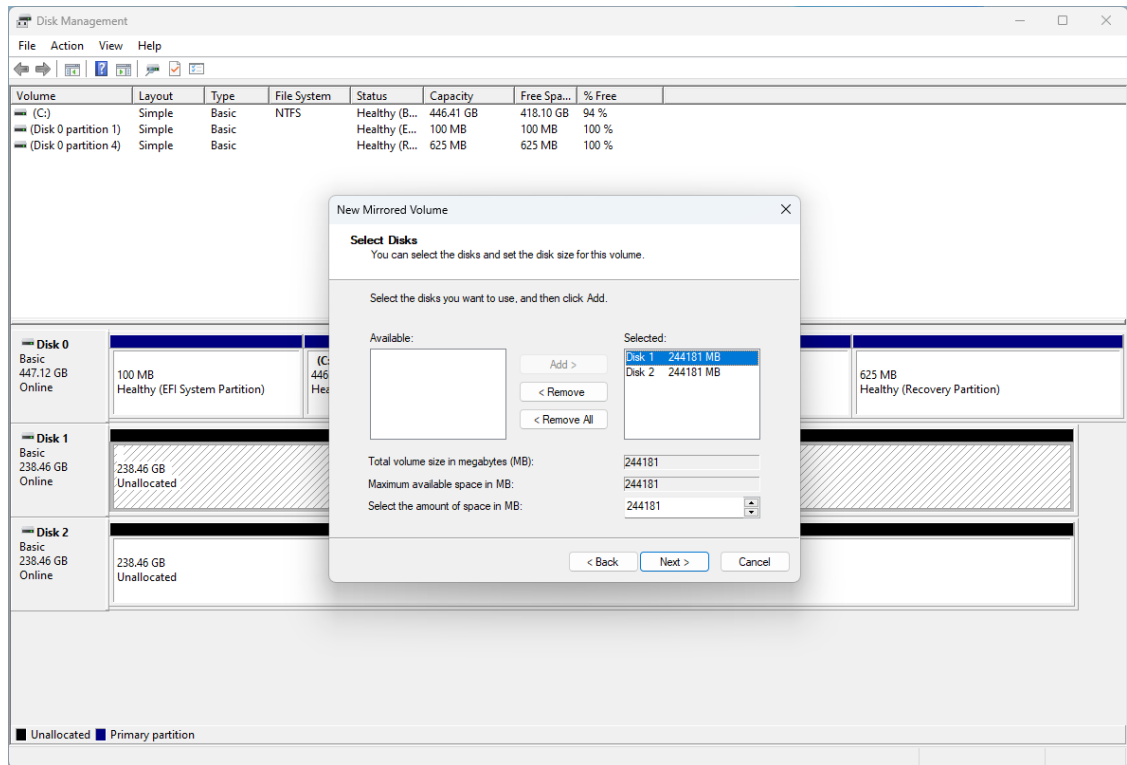 Disk Management
File Action View Help
Volume Layout Type File System Status Capacity Free Spa... % Free
(C:) Simple Basic NTFS Healthy (B... 446.41 GB 418.10 GB 94 %
(Disk 0 partition 1) Simple Basic Healthy (E... 100 MB 100 MB 100 %
(Disk 0 partition 4) Simple Basic Healthy (R... 625 MB 625 MB 100 %
New Mirrored Volume
Select Disks
You can select the disks and set the disk size for this volume.
Select the disks you want to use, and then click Add.
Available:
Selected:
Add >
< Remove
< Remove All
Disk 1 244181 MB
Disk 2 244181 MB
Total volume size in megabytes (MB): 244181
Maximum available space in MB: 244181
Select the amount of space in MB: 244181
< Back Next > Cancel
Disk 0
Basic
447.12 GB
Online
100 MB
Healthy (EFI System Partition)
(C:
446
Hea
625 MB
Healthy (Recovery Partition)
Disk 1
Basic
238.46 GB
Online
238.46 GB
Unallocated
Disk 2
Basic
238.46 GB
Online
238.46 GB
Unallocated
Unallocated Primary partition